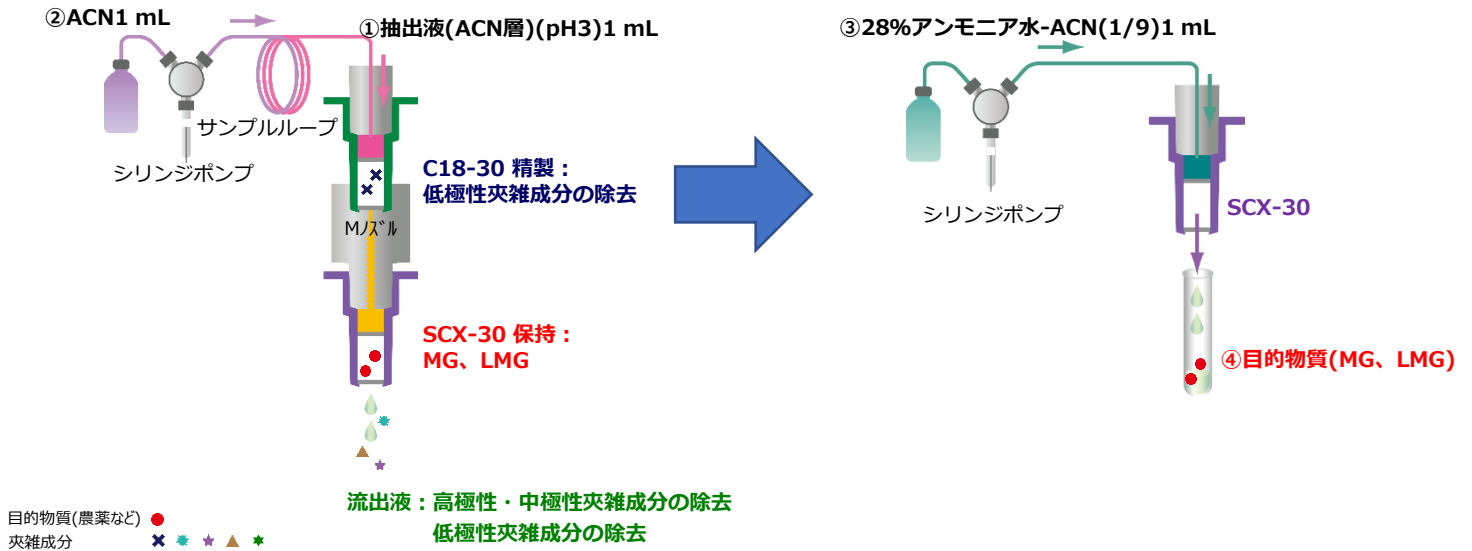 ②ACN1 mL
①抽出液(ACN層)(pH3)1 mL
サンプルループ
シリンジポンプ
C18-30 精製：
低極性夾雑成分の除去
Mﾉｽﾞﾙ
SCX-30 保持：
MG、LMG
流出液：高極性・中極性夾雑成分の除去
低極性夾雑成分の除去
目的物質(農薬など)
夾雑成分
③28%アンモニア水-ACN(1/9)1 mL
シリンジポンプ
SCX-30
④目的物質(MG、LMG)